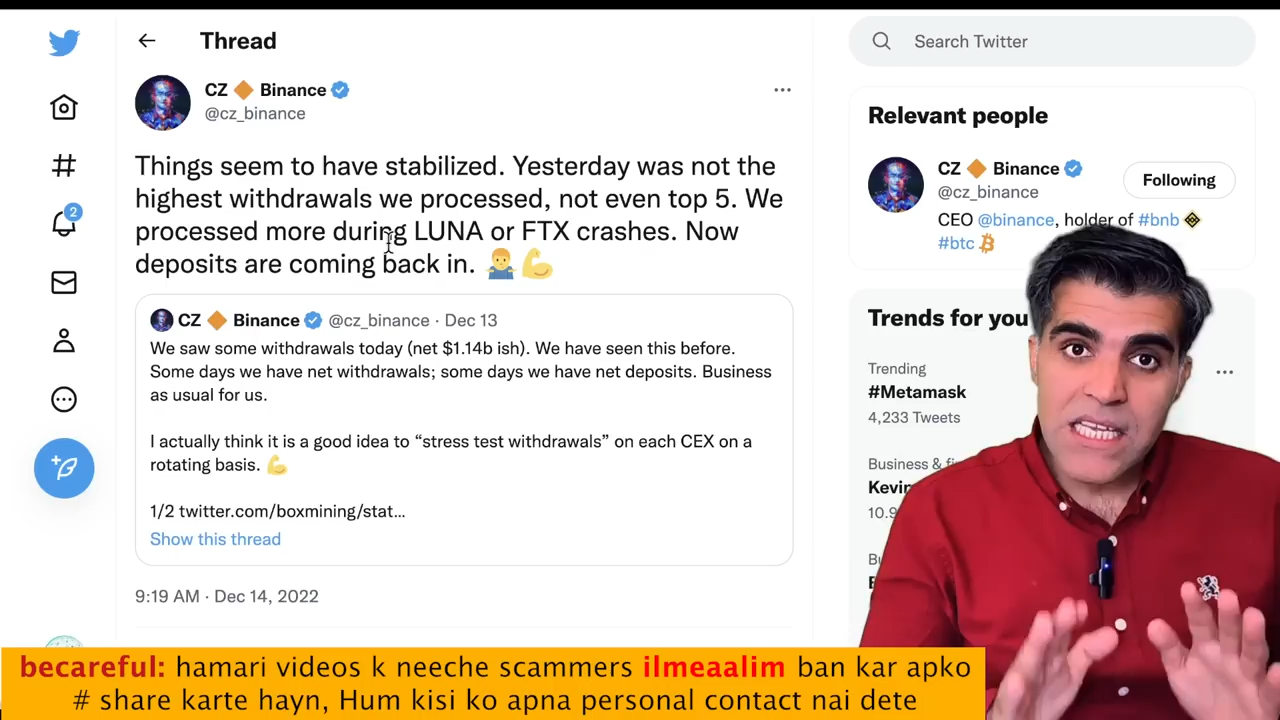 Thread
Search Twitter
CZ 🔶 Binance
@cz_binance
Things seem to have stabilized. Yesterday was not the
highest withdrawals we processed, not even top 5. We
processed more during LUNA or FTX crashes. Now
deposits are coming back in. 🤷‍♂️💪
CZ 🔶 Binance @cz_binance · Dec 13
We saw some withdrawals today (net $1.14b ish). We have seen this before.
Some days we have net withdrawals; some days we have net deposits. Business
as usual for us.
I actually think it is a good idea to “stress test withdrawals” on each CEX on a
rotating basis. 💪
1/2 twitter.com/boxmining/stat...
Show this thread
9:19 AM · Dec 14, 2022
2
Relevant people
CZ 🔶 Binance
@cz_binance
Following
CEO @binance, holder of #bnb
#btc
Trends for you
Trending
#Metamask
4,233 Tweets
Business &
becareful: hamari videos k neeche scammers ilmeaalim ban kar apko
# share karte hayn, Hum kisi ko apna personal contact nai dete